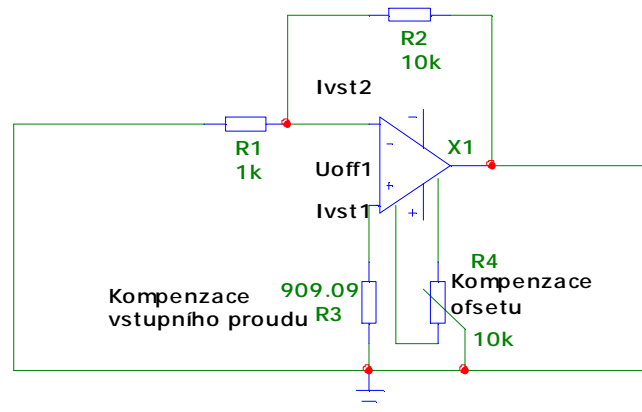 R2
10k
Ivst2
R1
1k
X1
Uoff1
Ivst1
R4
Kompenzace
ofsetu
10k
909.09
R3
Kompenzace
vstupního proudu